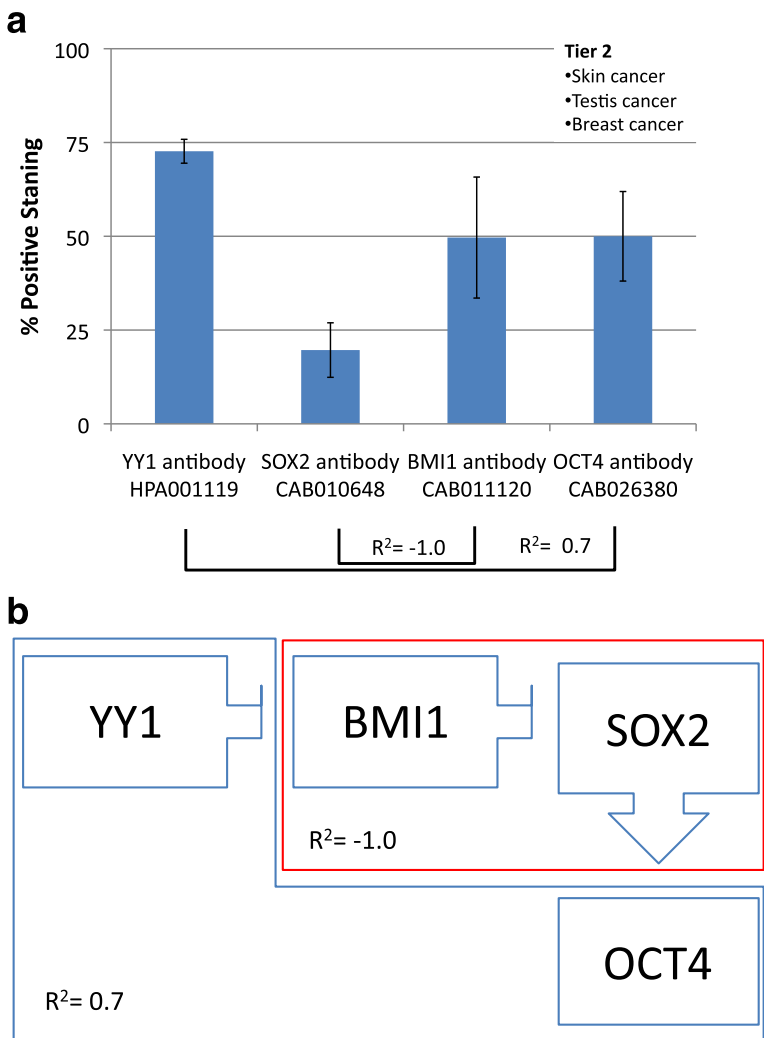 a
100
75
50
25
0
% Positive Staning
Tier 2
•Skin cancer
•Testis cancer
•Breast cancer
YY1 antibody SOX2 antibody BMI1 antibody OCT4 antibody
HPA001119 CAB010648 CAB011120 CAB026380
R²= -1.0 R²= 0.7
b
YY1 BMI1 SOX2
R²= -1.0
OCT4
R²= 0.7